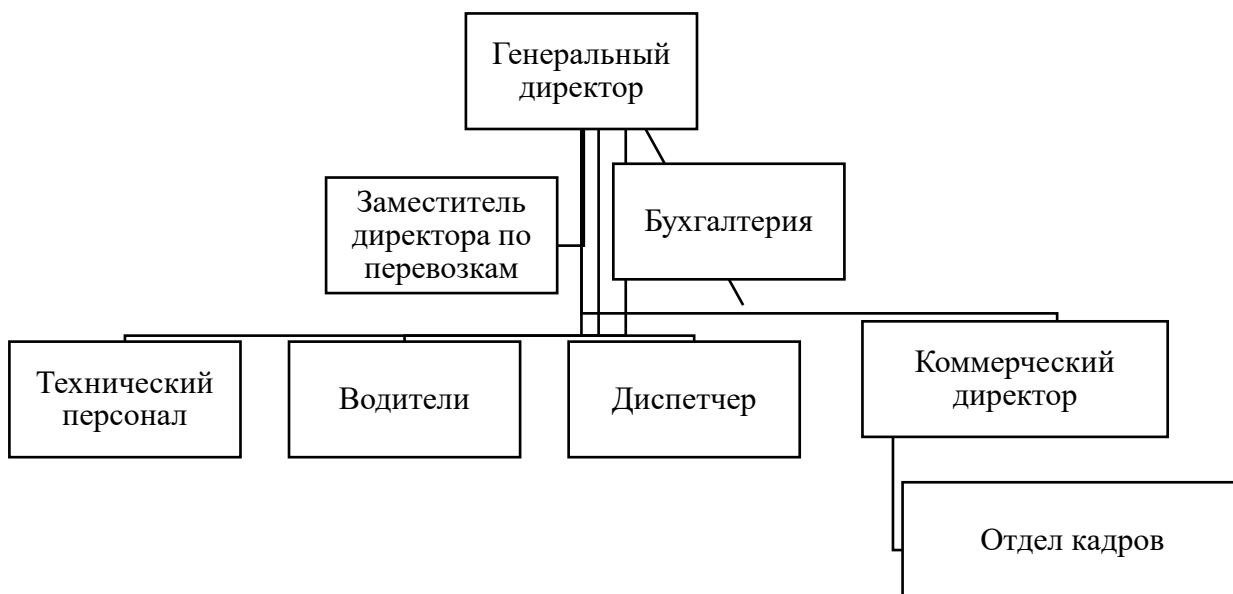 Генеральный
директор
Заместитель
директора по
перевозкам
Бухгалтерия
Технический
персонал
Водители
Диспетчер
Коммерческий
директор
Отдел кадров